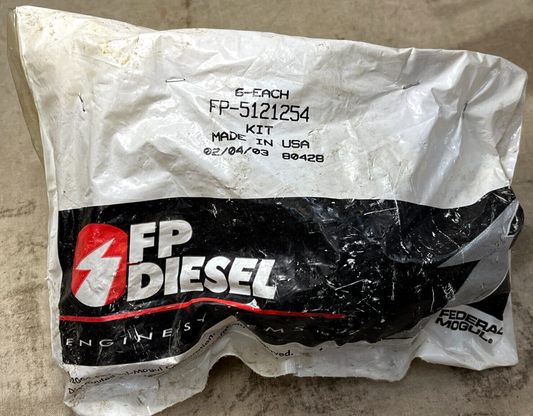 6-EACH
FP-5121254
KIT
MADE IN USA
02/04/03 80428
FP
DIESEL
ENGINES
FEDERAL
MOGUL.